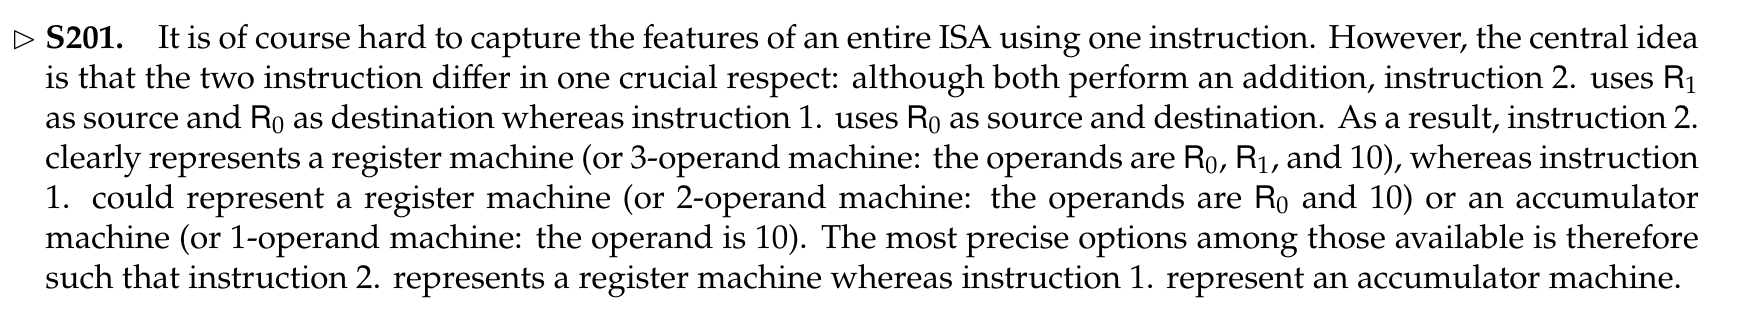 ▷ S201. It is of course hard to capture the features of an entire ISA using one instruction. However, the central idea
is that the two instruction differ in one crucial respect: although both perform an addition, instruction 2. uses R₁
as source and R₀ as destination whereas instruction 1. uses R₀ as source and destination. As a result, instruction 2.
clearly represents a register machine (or 3-operand machine: the operands are R₀, R₁, and 10), whereas instruction
1. could represent a register machine (or 2-operand machine: the operands are R₀ and 10) or an accumulator
machine (or 1-operand machine: the operand is 10). The most precise options among those available is therefore
such that instruction 2. represents a register machine whereas instruction 1. represent an accumulator machine.